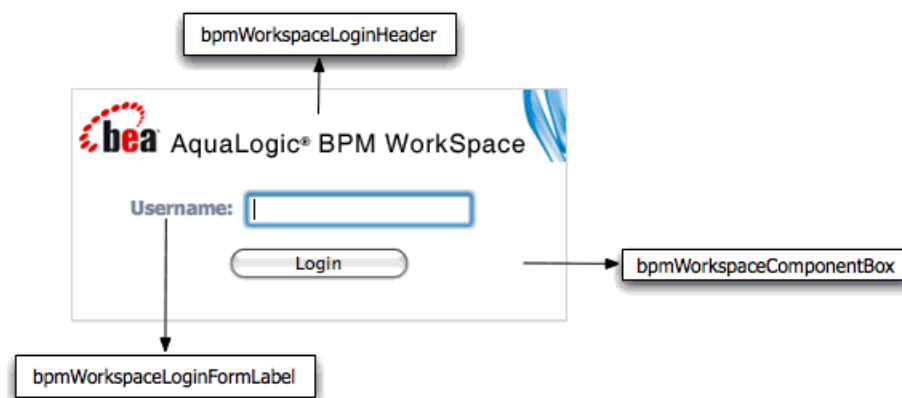 bpmWorkspaceLoginHeader
bea AquaLogic® BPM WorkSpace
Username:
Login
bpmWorkspaceComponentBox
bpmWorkspaceLoginFormLabel